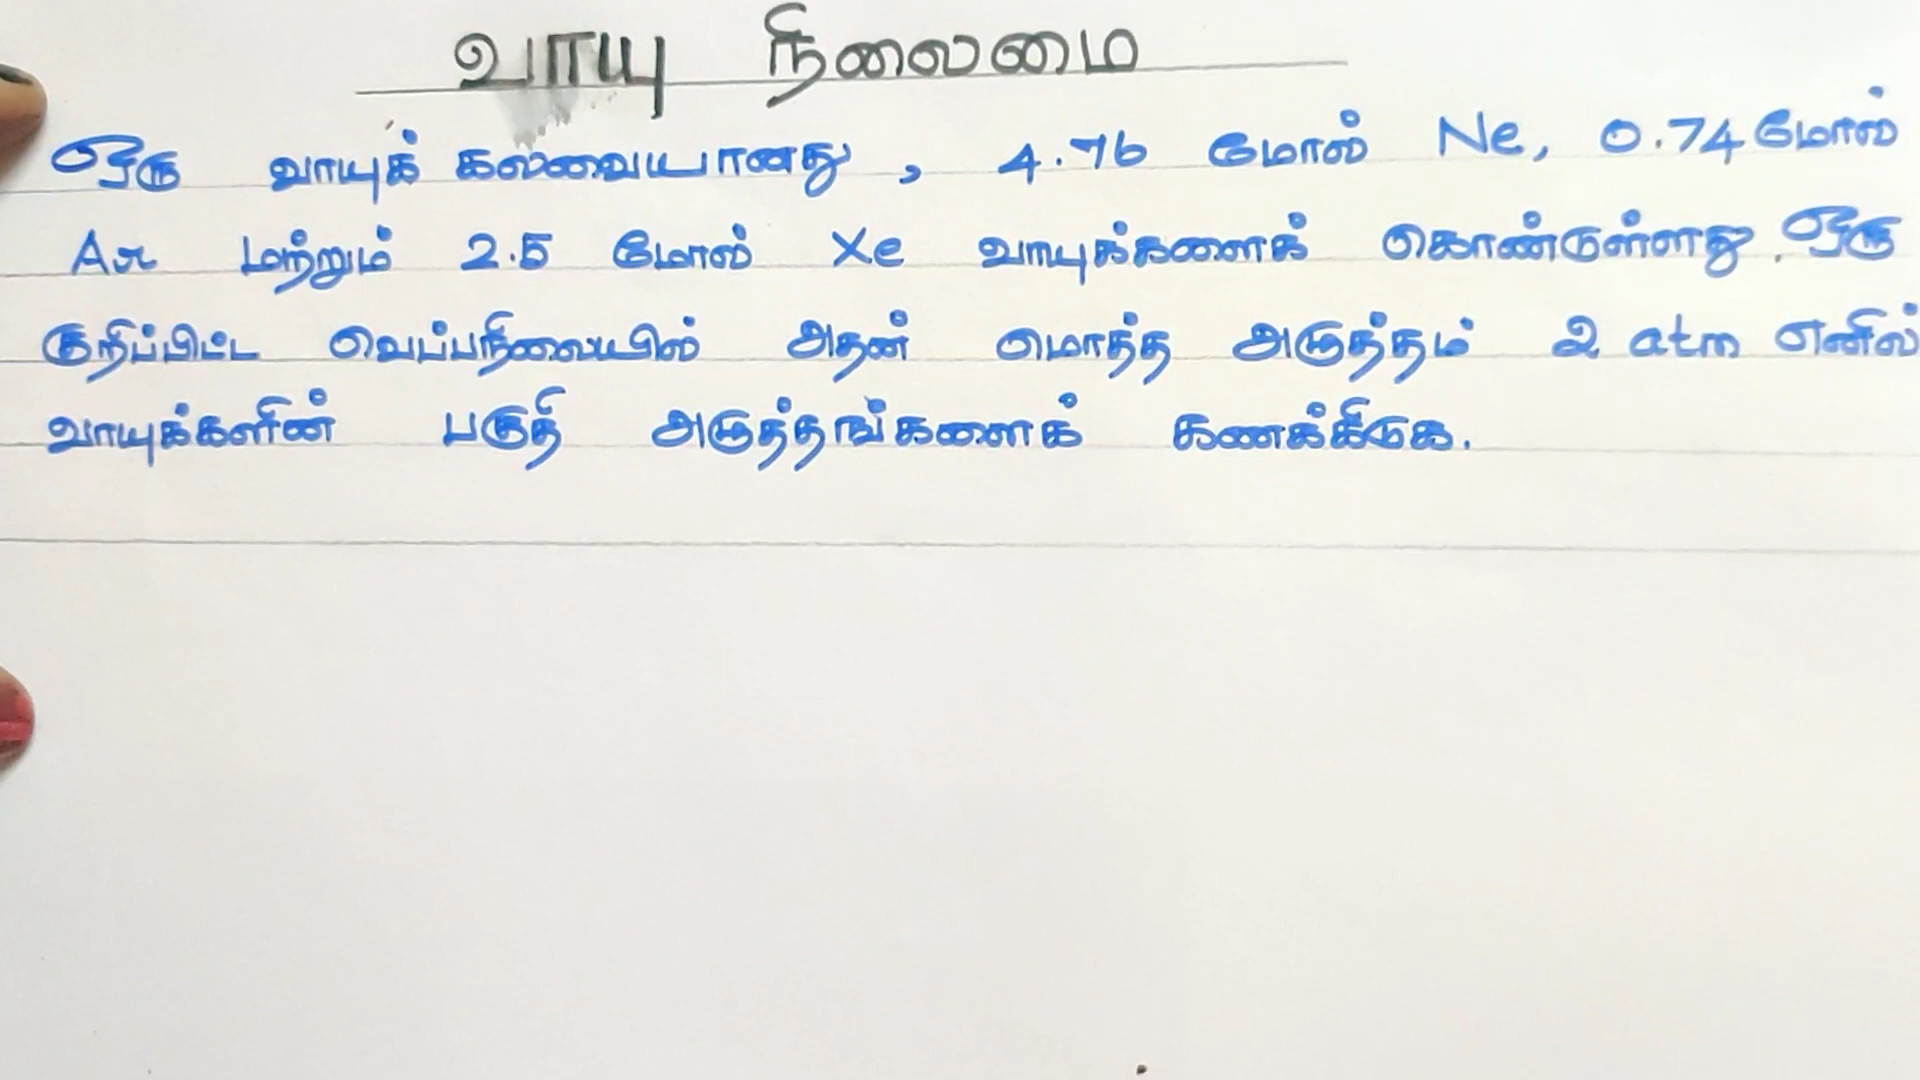 வாயு நிலைமை
ஒரு வாயுக் கலவையானது, 4.76 மோல் Ne, 0.74 மோல்
Ar மற்றும் 2.5 மோல் Xe வாயுக்களைக் கொண்டுள்ளது. ஒரு
குறிப்பிட்ட வெப்பநிலையில் அதன் மொத்த அழுத்தம் 2 atm எனில்
வாயுக்களின் பகுதி அழுத்தங்களைக் கணக்கிடுக.